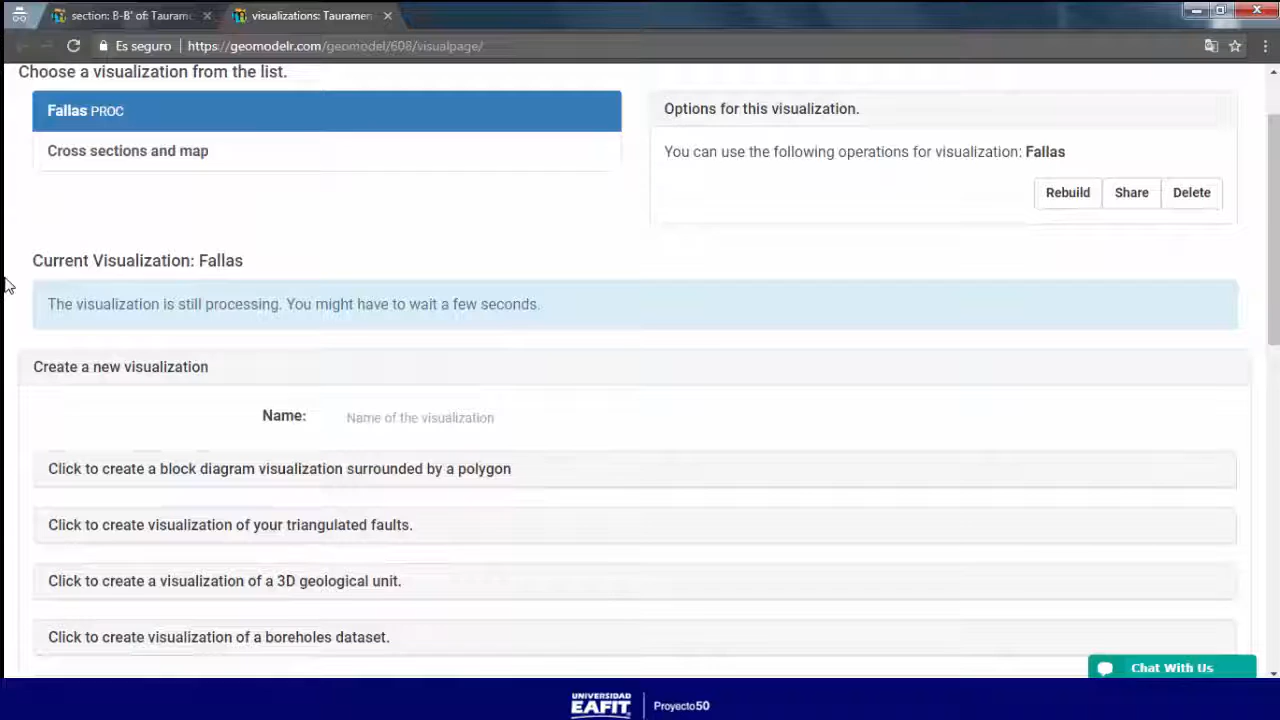 section: B-B' of: Taurame
visualizations: Tauramen
Es seguro
https://geomodelr.com/geomodel/608/visualpage/
Choose a visualization from the list.
Fallas PROC
Cross sections and map
Options for this visualization.
You can use the following operations for visualization: Fallas
Rebuild Share Delete
Current Visualization: Fallas
The visualization is still processing. You might have to wait a few seconds.
Create a new visualization
Name: Name of the visualization
Click to create a block diagram visualization surrounded by a polygon
Click to create visualization of your triangulated faults.
Click to create a visualization of a 3D geological unit.
Click to create visualization of a boreholes dataset.
Chat With Us
UNIVERSIDAD
EAFIT
Proyecto50